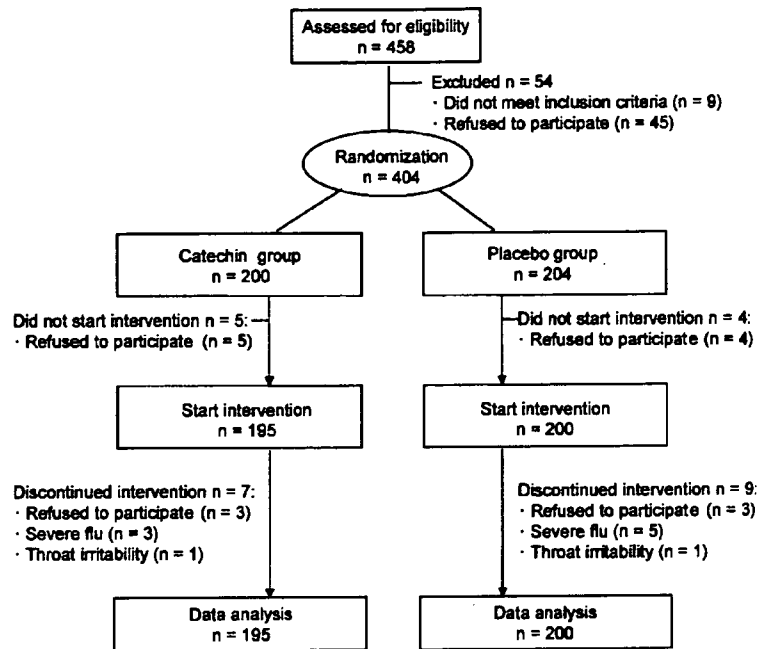 Assessed for eligibility
n = 458
Excluded n = 54
· Did not meet inclusion criteria (n = 9)
· Refused to participate (n = 45)
Randomization
n = 404
Catechin group
n = 200
Placebo group
n = 204
Did not start intervention n = 5:
· Refused to participate (n = 5)
Did not start intervention n = 4:
· Refused to participate (n = 4)
Start intervention
n = 195
Start intervention
n = 200
Discontinued intervention n = 7:
· Refused to participate (n = 3)
· Severe flu (n = 3)
· Throat irritability (n = 1)
Discontinued intervention n = 9:
· Refused to participate (n = 3)
· Severe flu (n = 5)
· Throat irritability (n = 1)
Data analysis
n = 195
Data analysis
n = 200